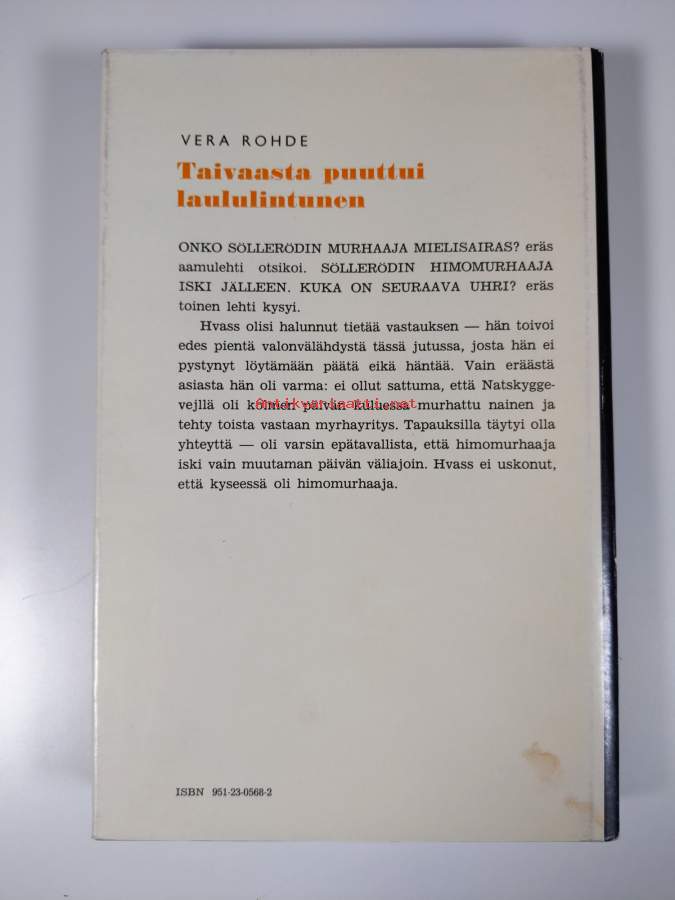 VERA ROHDE
Taivaasta puuttui
laululintunen
ONKO SÖLLERÖDIN MURHAAJA MIELISAIRAS? eräs
aamulehti otsikoi. SÖLLERÖDIN HIMOMURHAAJA
ISKI JÄLLEEN. KUKA ON SEURAAVA UHRI? eräs
toinen lehti kysyi.
Hvass olisi halunnut tietää vastauksen — hän toivoi
edes pientä valonvälähdystä tässä jutussa, josta hän ei
pystynyt löytämään päätä eikä häntää. Vain eräästä
asiasta hän oli varma: ei ollut sattuma, että Natskygge-
vejllä oli kolmen päivän kuluessa murhattu nainen ja
Antikvariaatti.net
tehty toista vastaan myrhayritys. Tapauksilla täytyi olla
yhteyttä — oli varsin epätavallista, että himomurhaaja
iski vain muutaman päivän väliajoin. Hvass ei uskonut,
että kyseessä oli himomurhaaja.
ISBN 951-23-0568-2